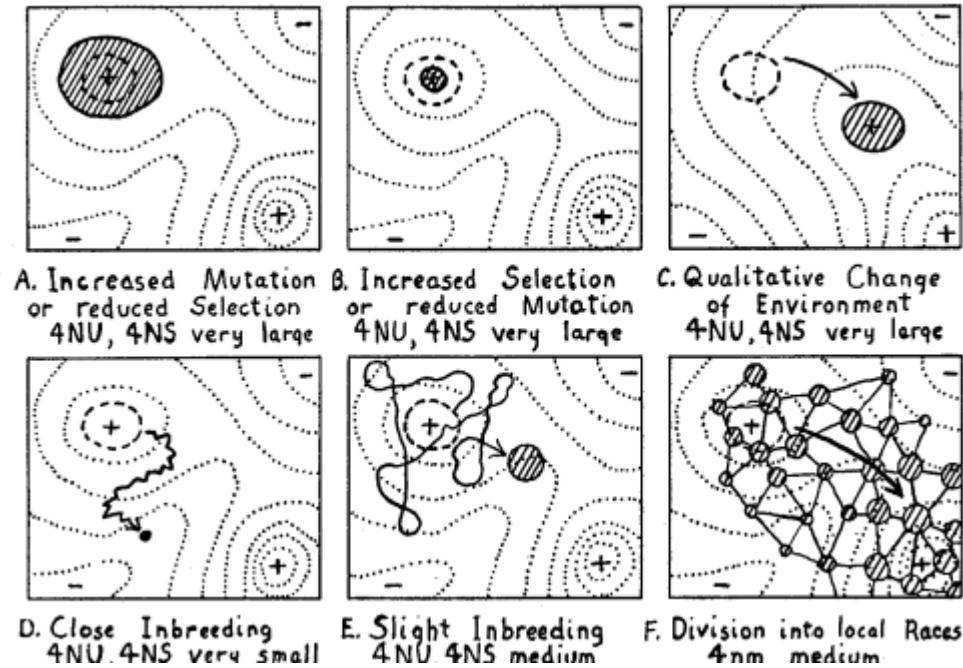 A. Increased Mutation
or reduced Selection
4NU, 4NS very large
B. Increased Selection
or reduced Mutation
4NU, 4NS very large
C. Qualitative Change
of Environment
4NU, 4NS very large
D. Close Inbreeding
4NU, 4NS very small
E. Slight Inbreeding
4NU, 4NS medium
F. Division into local Races
4nm medium